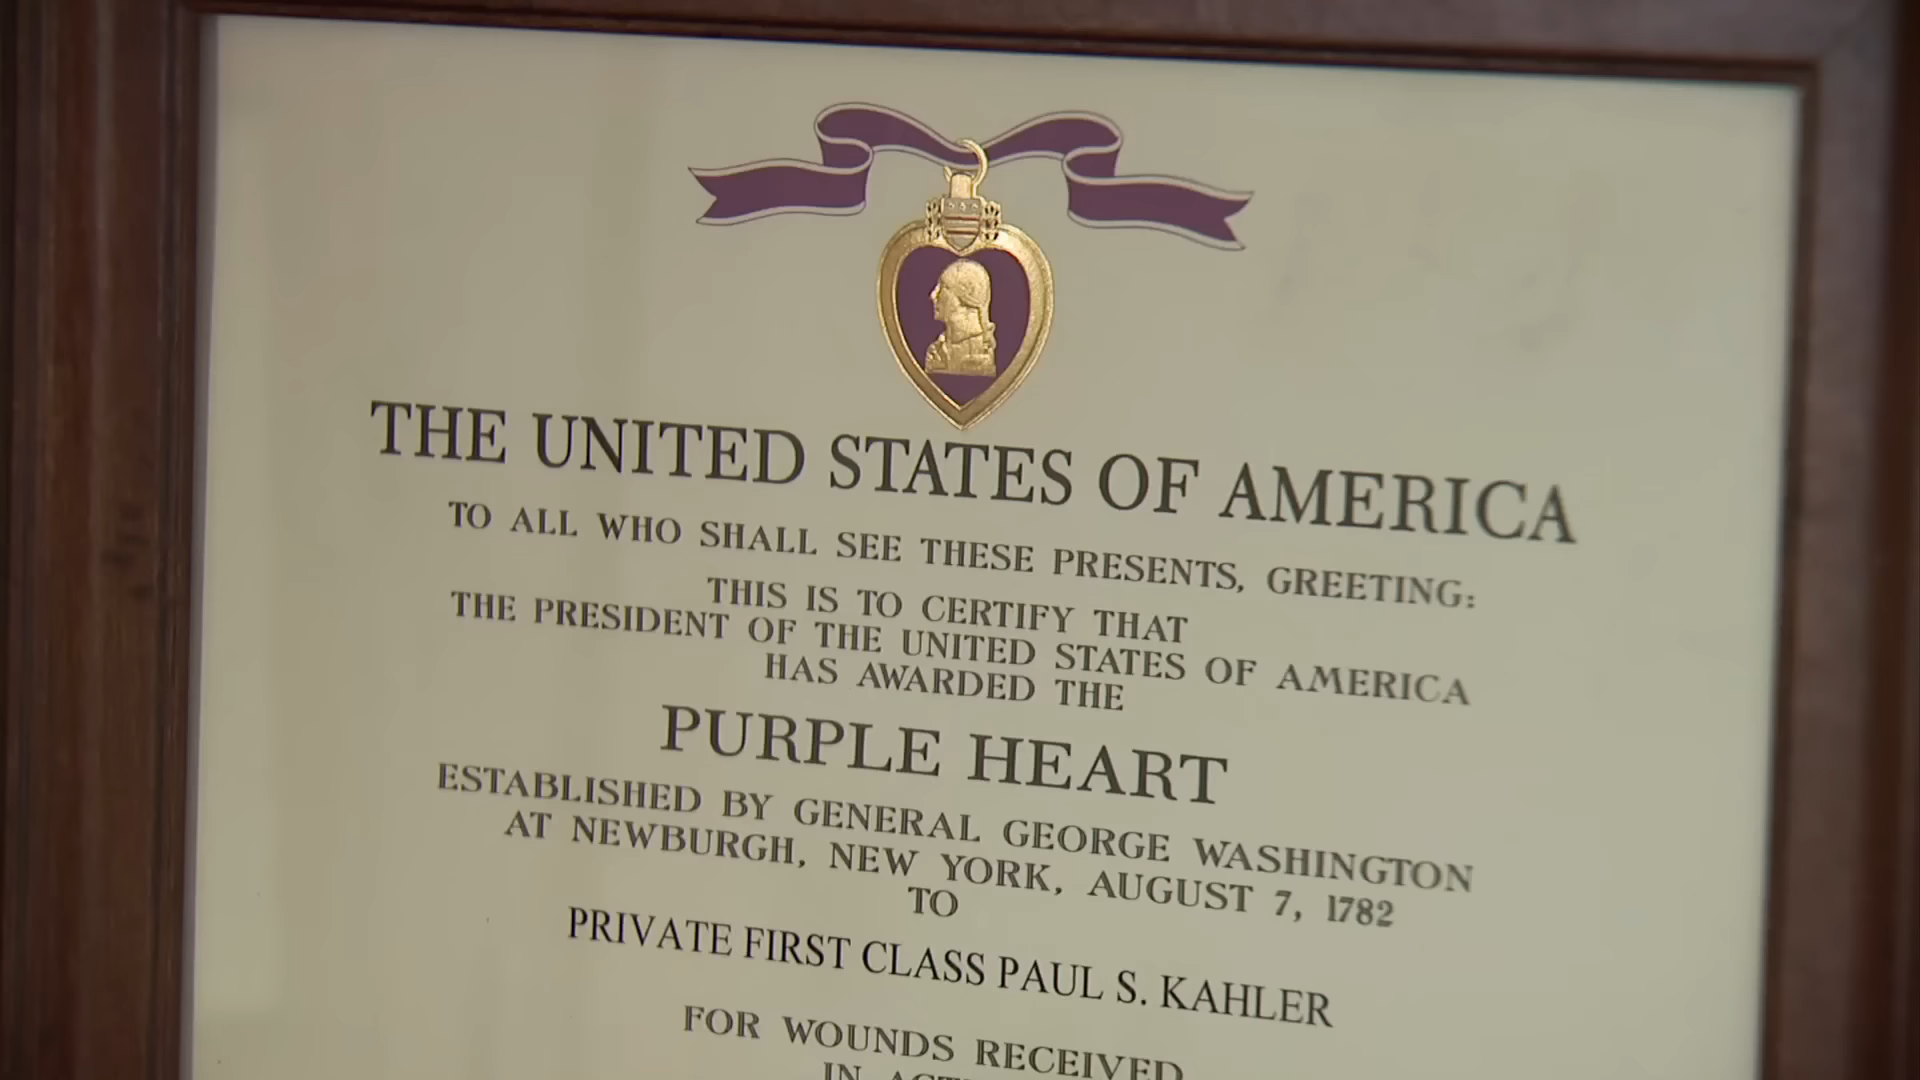 THE UNITED STATES OF AMERICA
TO ALL WHO SHALL SEE THESE PRESENTS, GREETING:
THIS IS TO CERTIFY THAT
THE PRESIDENT OF THE UNITED STATES OF AMERICA
HAS AWARDED THE
PURPLE HEART
ESTABLISHED BY GENERAL GEORGE WASHINGTON
AT NEWBURGH, NEW YORK, AUGUST 7, 1782
TO
PRIVATE FIRST CLASS PAUL S. KAHLER
FOR WOUNDS RECEIVED
IN